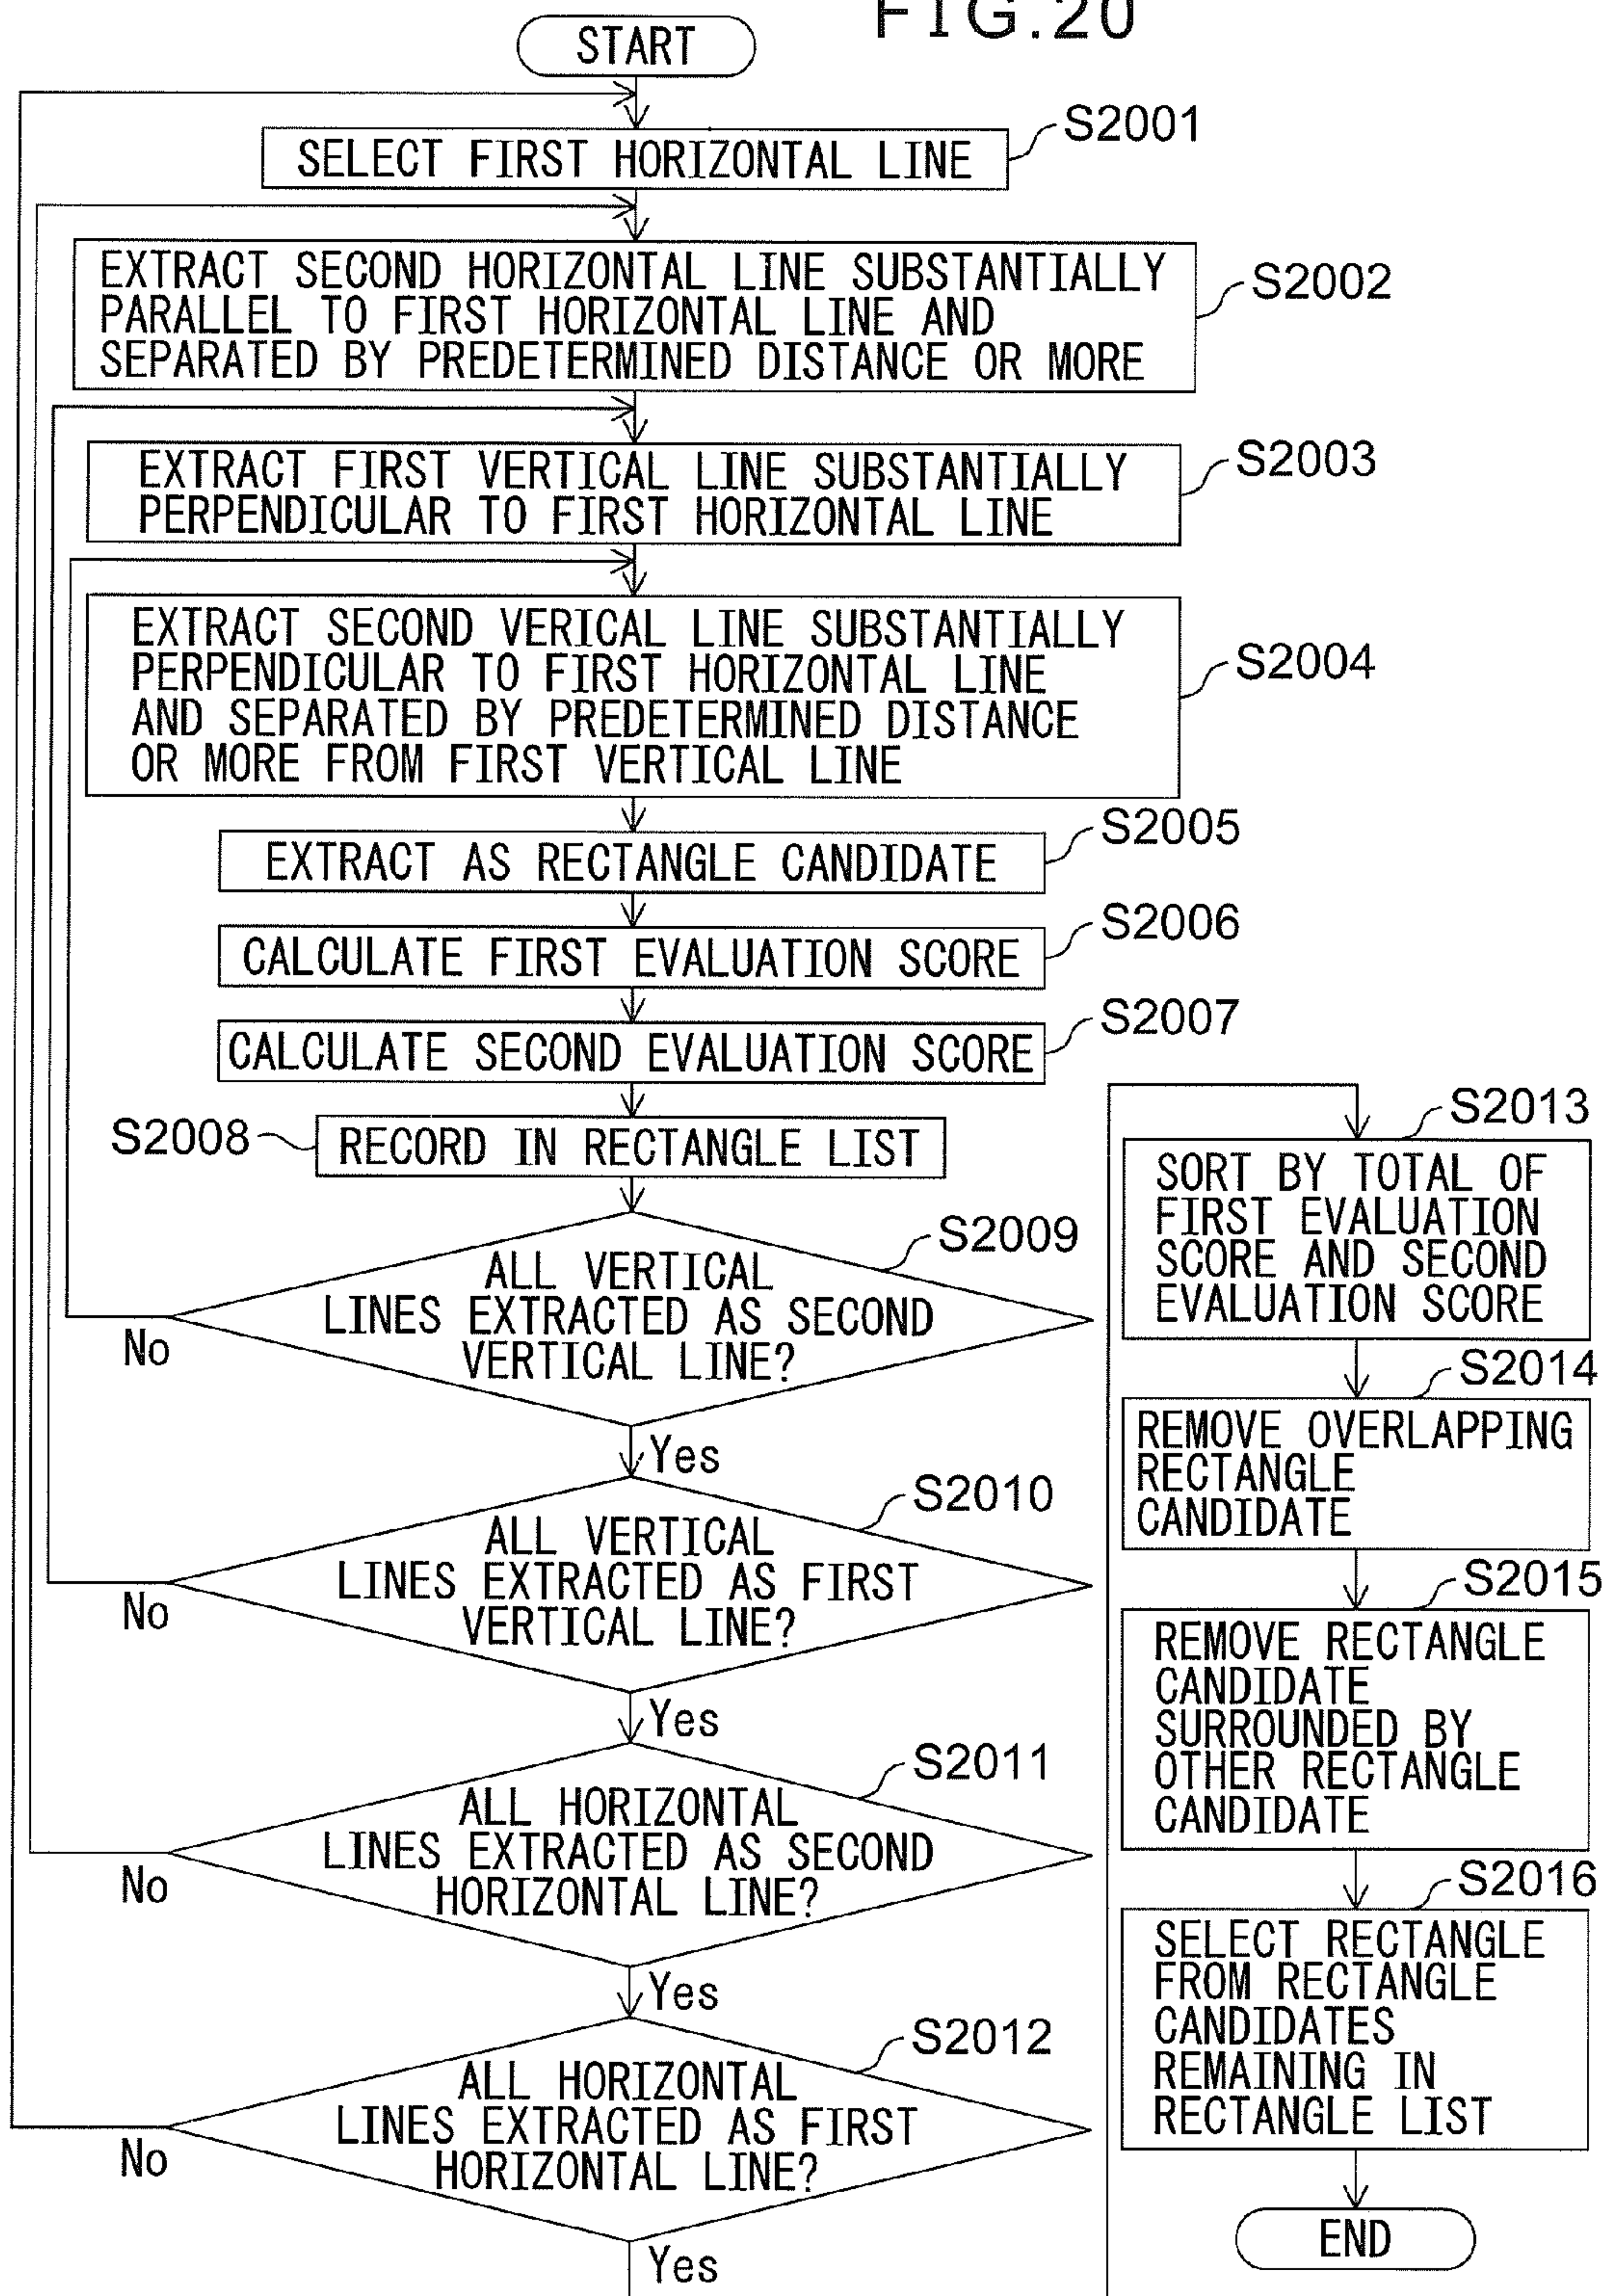 FIG.20
START
S2001
SELECT FIRST HORIZONTAL LINE
S2002
EXTRACT SECOND HORIZONTAL LINE SUBSTANTIALLY
PARALLEL TO FIRST HORIZONTAL LINE AND
SEPARATED BY PREDETERMINED DISTANCE OR MORE
S2003
EXTRACT FIRST VERTICAL LINE SUBSTANTIALLY
PERPENDICULAR TO FIRST HORIZONTAL LINE
S2004
EXTRACT SECOND VERICAL LINE SUBSTANTIALLY
PERPENDICULAR TO FIRST HORIZONTAL LINE
AND SEPARATED BY PREDETERMINED DISTANCE
OR MORE FROM FIRST VERTICAL LINE
S2005
EXTRACT AS RECTANGLE CANDIDATE
S2006
CALCULATE FIRST EVALUATION SCORE
S2007
CALCULATE SECOND EVALUATION SCORE
S2008
RECORD IN RECTANGLE LIST
S2009
ALL VERTICAL
LINES EXTRACTED AS SECOND
VERTICAL LINE?
No
Yes
S2010
ALL VERTICAL
LINES EXTRACTED AS FIRST
VERTICAL LINE?
No
Yes
S2011
ALL HORIZONTAL
LINES EXTRACTED AS SECOND
HORIZONTAL LINE?
No
Yes
S2012
ALL HORIZONTAL
LINES EXTRACTED AS FIRST
HORIZONTAL LINE?
No
Yes
S2013
SORT BY TOTAL OF
FIRST EVALUATION
SCORE AND SECOND
EVALUATION SCORE
S2014
REMOVE OVERLAPPING
RECTANGLE
CANDIDATE
S2015
REMOVE RECTANGLE
CANDIDATE
SURROUNDED BY
OTHER RECTANGLE
CANDIDATE
S2016
SELECT RECTANGLE
FROM RECTANGLE
CANDIDATES
REMAINING IN
RECTANGLE LIST
END